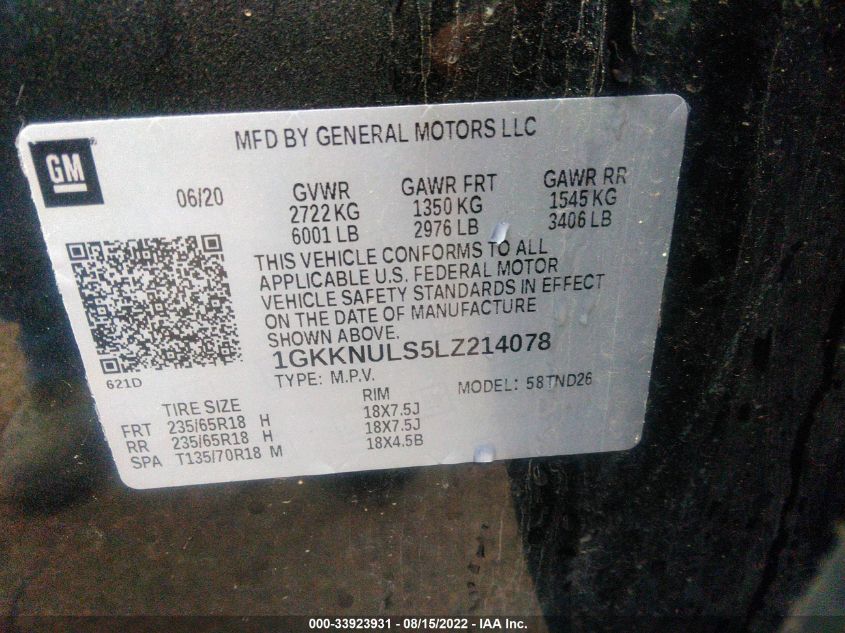 MFD BY GENERAL MOTORS LLC
GM
06/20 GVWR GAWR FRT GAWR RR
2722 KG 1350 KG 1545 KG
6001 LB 2976 LB 3406 LB
THIS VEHICLE CONFORMS TO ALL
APPLICABLE U.S. FEDERAL MOTOR
VEHICLE SAFETY STANDARDS IN EFFECT
ON THE DATE OF MANUFACTURE
SHOWN ABOVE.
1GKKNULS5LZ214078
621D
TYPE: M.P.V. MODEL: 58TND26
TIRE SIZE RIM
FRT 235/65R18 H 18X7.5J
RR 235/65R18 H 18X7.5J
SPA T135/70R18 M 18X4.5B
000-33923931 - 08/15/2022 - IAA Inc.